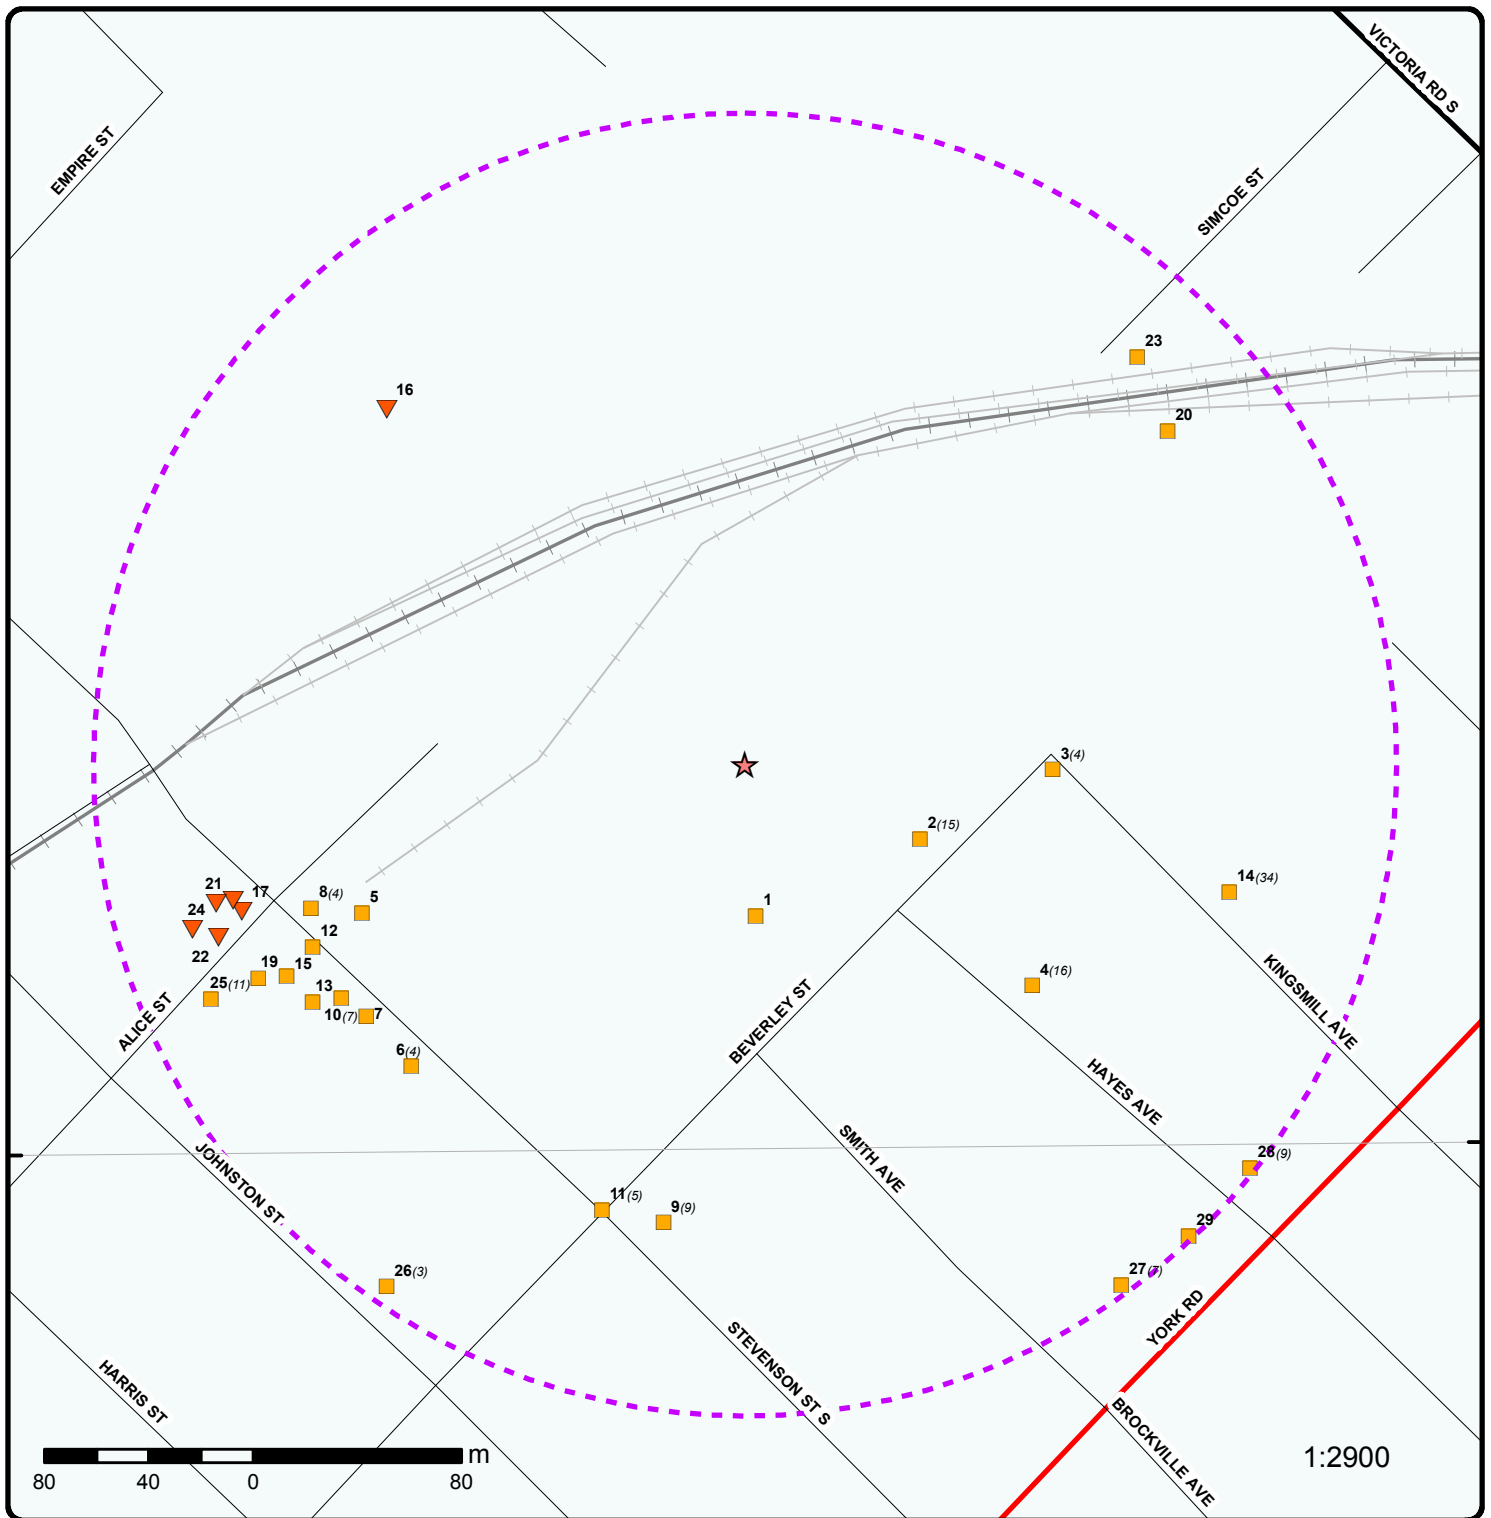 VICTORIA RD S
EMPIRE ST
SIMCOE ST
23
16
20
3(4)
2(15)
14(34)
21
17
8(4)
5
1
24
12
22
19
15
4(16)
25(11)
13
10(7)
7
KINGSMILL AVE
ALICE ST
BEVERLEY ST
6(4)
HAYES AVE
SMITH AVE
JOHNSTON ST
28(9)
11(5)
9(9)
29
26(3)
27(7)
YORK RD
HARRIS ST
STEVENSON ST S
BROCKVILLE AVE
m
1:2900
80 40 0 80